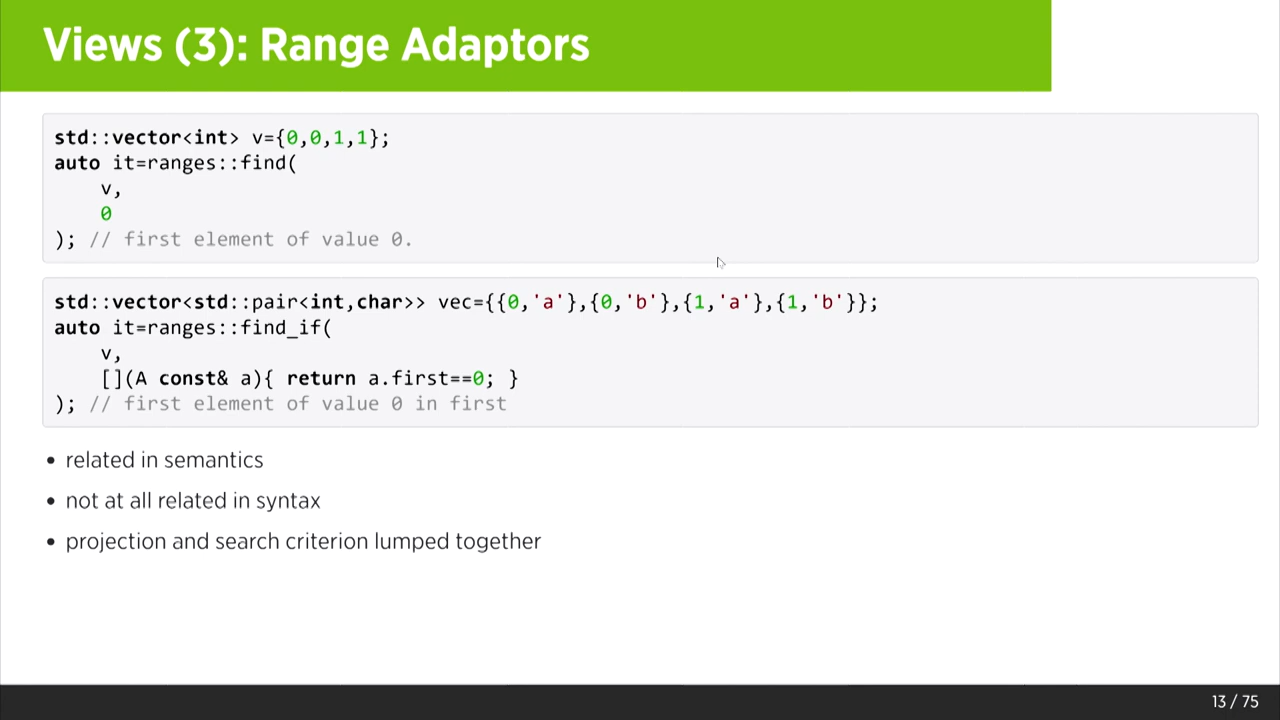 Views (3): Range Adaptors
std::vector<int> v={0,0,1,1};
auto it=ranges::find(
v,
0
); // first element of value 0.
std::vector<std::pair<int,char>> vec={{0,'a'},{0,'b'},{1,'a'},{1,'b'}};
auto it=ranges::find_if(
v,
[](A const& a){ return a.first==0; }
); // first element of value 0 in first
• related in semantics
• not at all related in syntax
• projection and search criterion lumped together
13 / 75